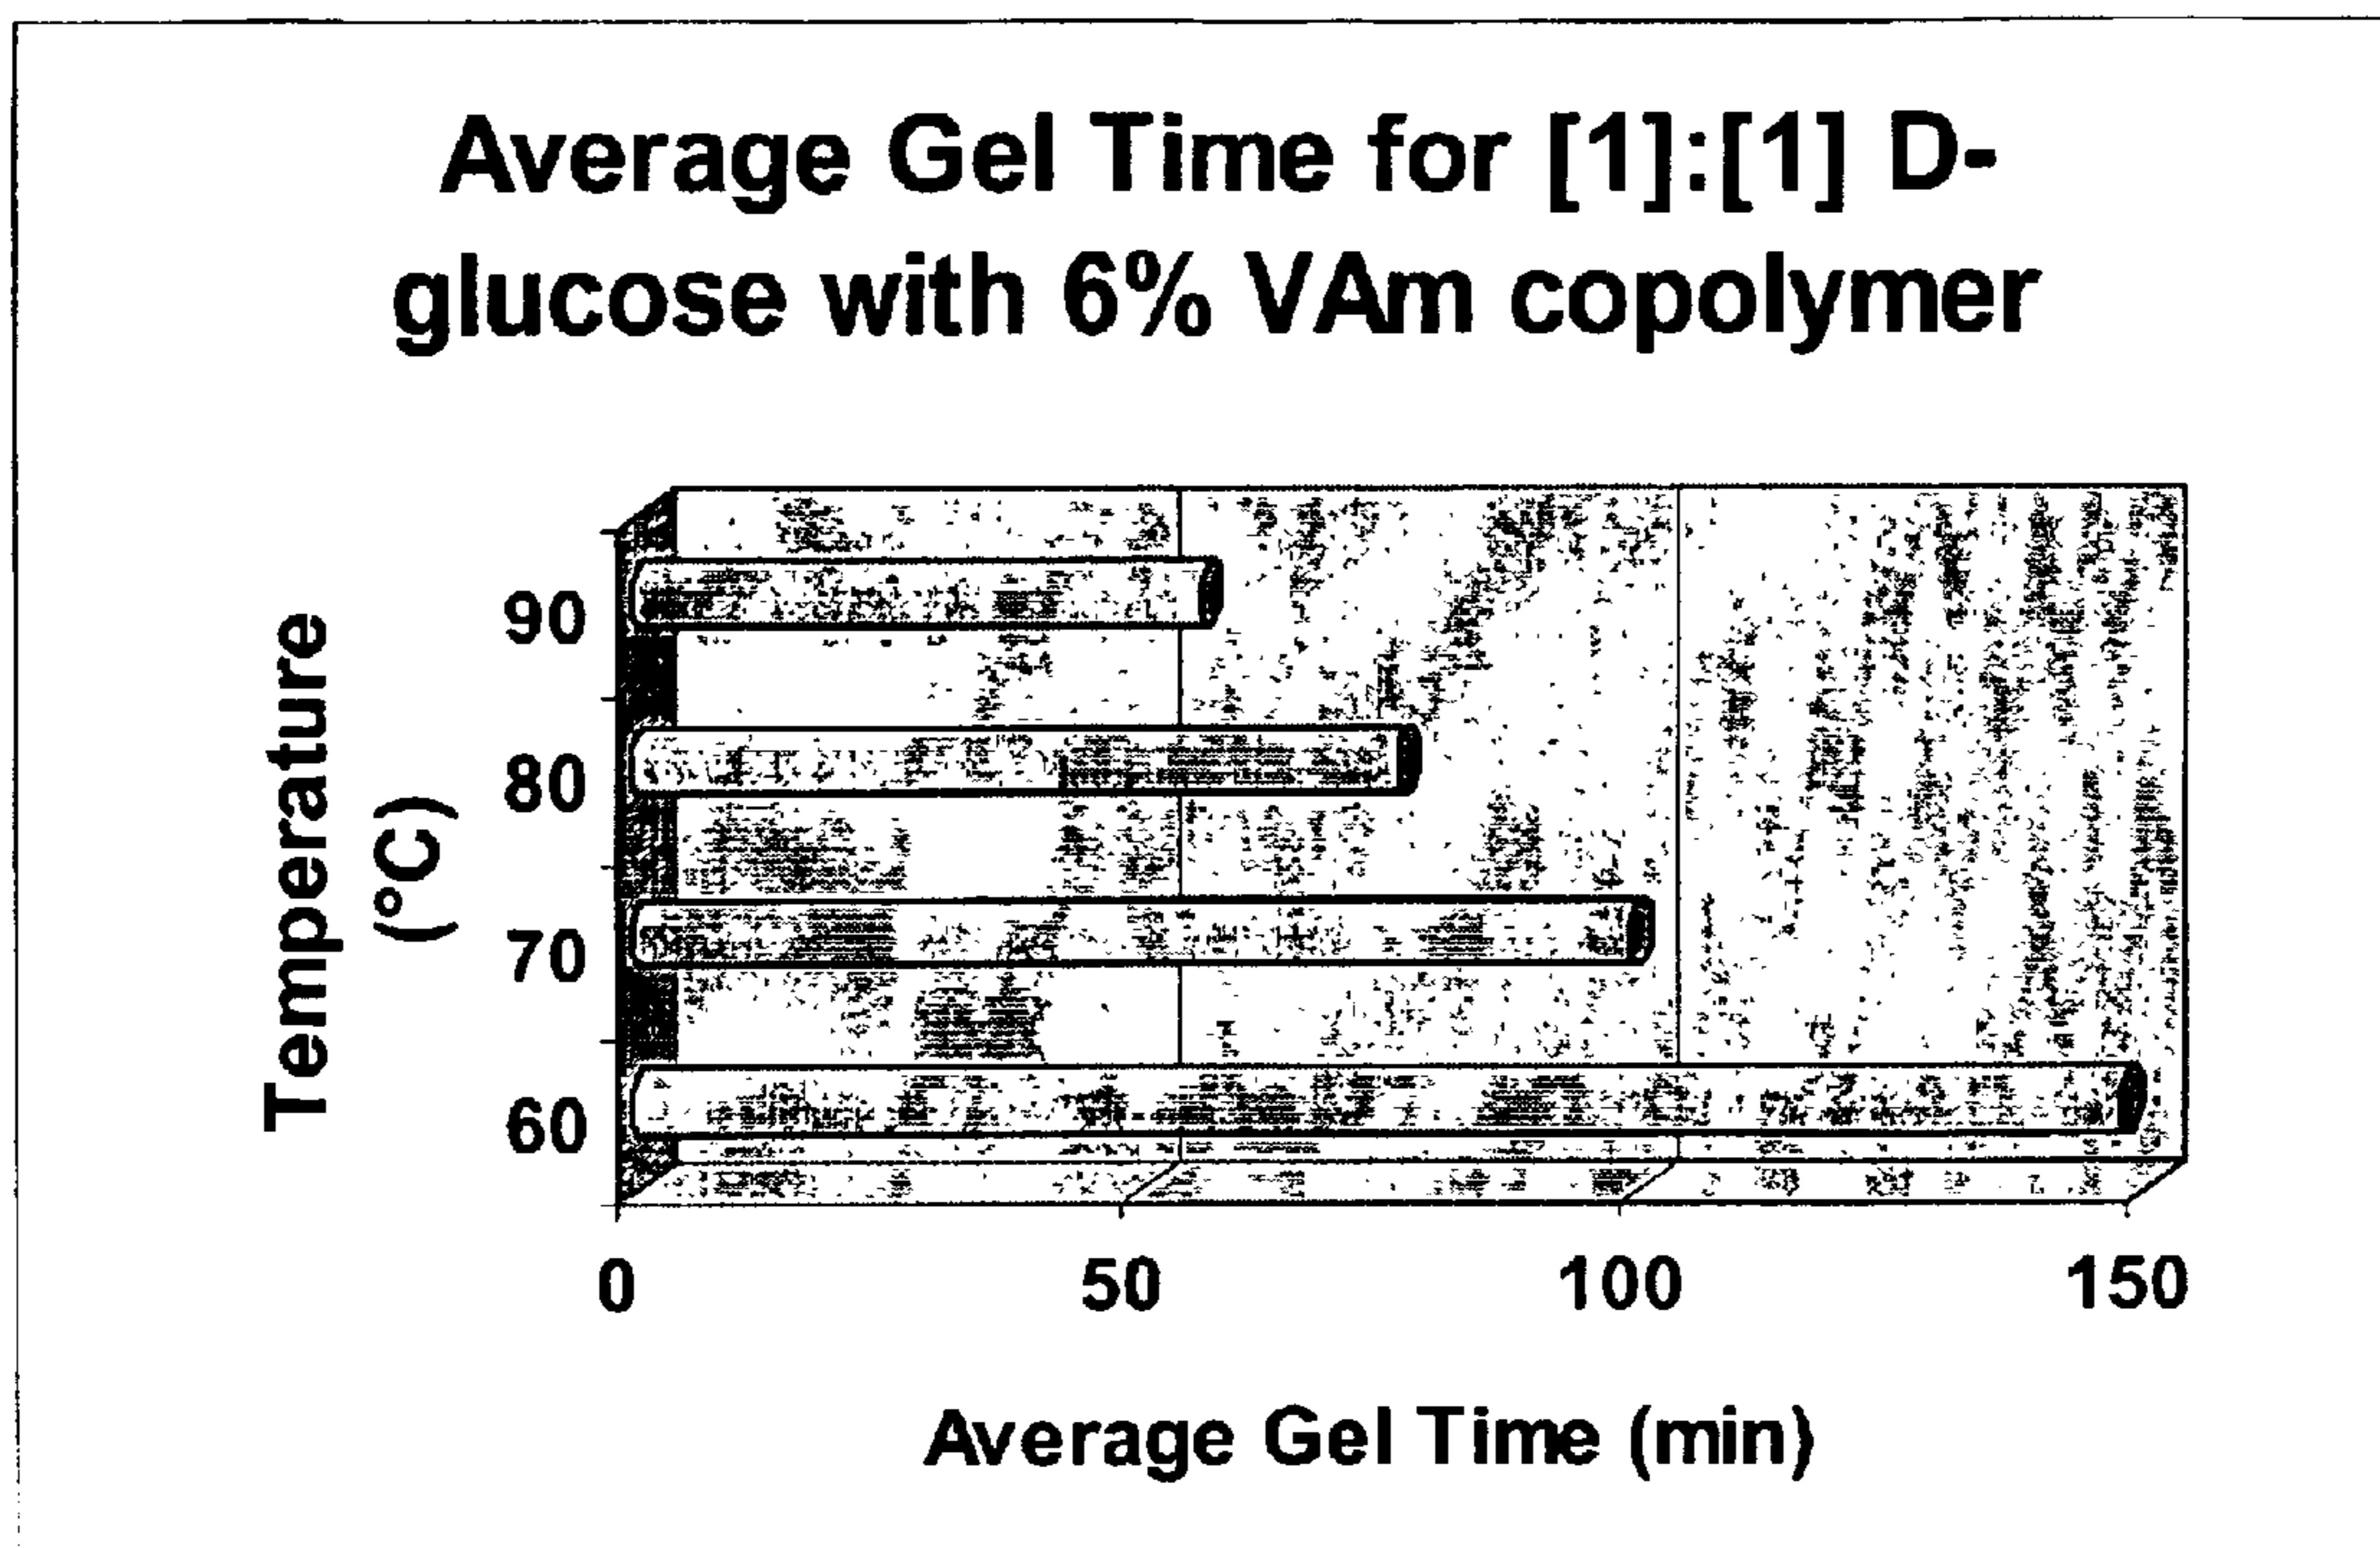 Average Gel Time for [1]:[1] D-
glucose with 6% VAm copolymer
Temperature
(°C)
90
80
70
60
0 50 100 150
Average Gel Time (min)